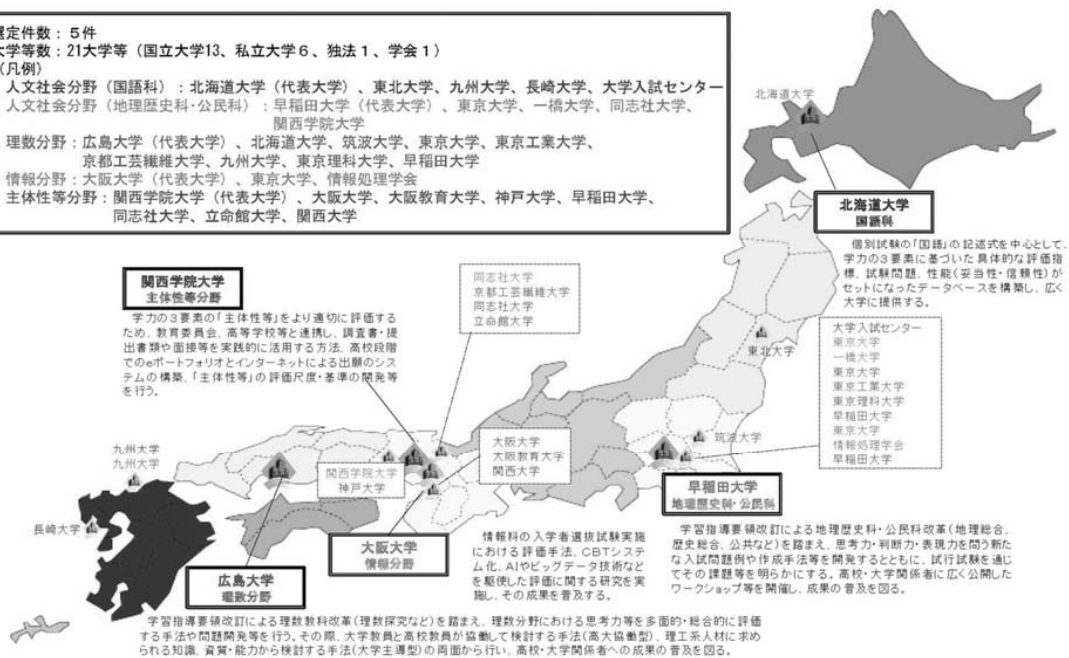 選定件数：５件
大学等数：21大学等（国立大学13、私立大学６、独法１、学会１）
（凡例）
人文社会分野（国語科）：北海道大学（代表大学）、東北大学、九州大学、長崎大学、大学入試センター
人文社会分野（地理歴史科・公民科）：早稲田大学（代表大学）、東京大学、一橋大学、同志社大学、
関西学院大学
理数分野：広島大学（代表大学）、北海道大学、筑波大学、東京大学、東京工業大学、
京都工芸繊維大学、九州大学、東京理科大学、早稲田大学
情報分野：大阪大学（代表大学）、東京大学、情報処理学会
主体性等分野：関西学院大学（代表大学）、大阪大学、大阪教育大学、神戸大学、早稲田大学、
同志社大学、立命館大学、関西大学
北海道大学
北海道大学
国語科
個別試験の「国語」の記述式を中心として、
学力の３要素に基づいた具体的な評価指
標、試験問題、性能（妥当性・信頼性）が
セットになったデータベースを構築し、広く
大学に提供する。
関西学院大学
主体性等分野
学力の３要素の「主体性等」をより適切に評価する
ため、教育委員会、高等学校等と連携し、調査書・提
出書類や面接等を実践的に活用する方法、高校段階
でのeポートフォリオとインターネットによる出願のシス
テムの構築、「主体性等」の評価尺度・基準の開発等
を行う。
同志社大学
京都工芸繊維大学
同志社大学
立命館大学
東北大学
大学入試センター
東京大学
一橋大学
東京大学
東京工業大学
東京理科大学
早稲田大学
東京大学
情報処理学会
早稲田大学
筑波大学
九州大学
九州大学
長崎大学
大阪大学
大阪教育大学
関西大学
関西学院大学
神戸大学
早稲田大学
地理歴史科・公民科
学習指導要領改訂による地理歴史科・公民科改革（地理総合、
歴史総合、公共など）を踏まえ、思考力・判断力・表現力を問う新た
な入試問題例や作成手法等を開発するとともに、試行試験を通じ
てその課題等を明らかにする。高校・大学関係者に広く公開した
ワークショップ等を開催し、成果の普及を図る。
大阪大学
情報分野
情報科の入学者選抜試験実施
における評価手法、CBTシステ
ム化、AIやビッグデータ技術など
を駆使した評価に関する研究を実
施し、その成果を普及する。
広島大学
理数分野
学習指導要領改訂による理数教科改革（理数探究など）を踏まえ、理数分野における思考力等を多面的・総合的に評価
する手法や問題開発等を行う。その際、大学教員と高校教員が協働して検討する手法（高大協働型）、理工系人材に求め
られる知識、資質・能力から検討する手法（大学主導型）の両面から行い、高校・大学関係者への成果の普及を図る。